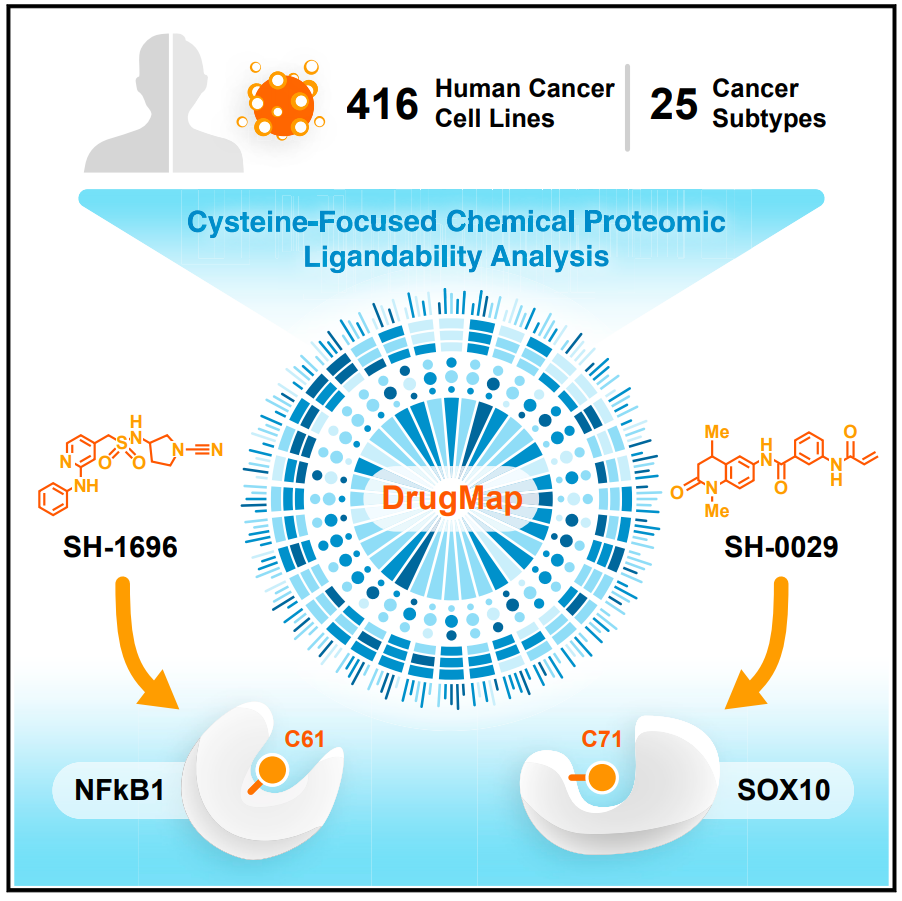 416 Human Cancer
Cell Lines
25 Cancer
Subtypes
Cysteine-Focused Chemical Proteomic
Ligandability Analysis
DrugMap
H
N
S
O O
N
N
N
NH
SH-1696
Me
H
N
O
O
N
H
O
N
Me
SH-0029
C61
NFkB1
C71
SOX10